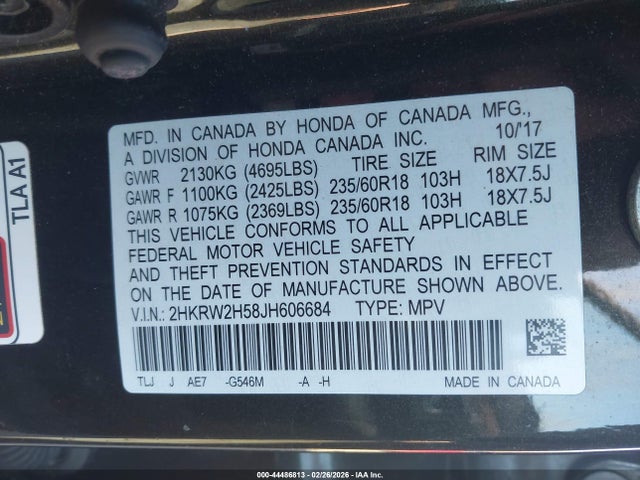 MFD. IN CANADA BY HONDA OF CANADA MFG.,
A DIVISION OF HONDA CANADA INC. 10/'17
GVWR 2130KG (4695LBS) TIRE SIZE RIM SIZE
GAWR F 1100KG (2425LBS) 235/60R18 103H 18X7.5J
GAWR R 1075KG (2369LBS) 235/60R18 103H 18X7.5J
THIS VEHICLE CONFORMS TO ALL APPLICABLE
FEDERAL MOTOR VEHICLE SAFETY
AND THEFT PREVENTION STANDARDS IN EFFECT
ON THE DATE OF MANUFACTURE SHOWN ABOVE.
V.I.N.: 2HKRW2H58JH606684 TYPE: MPV
TLJ J AE7 -G546M -A -H MADE IN CANADA
TLA A1
000-44486813 - 02/26/2026 - IAA Inc.